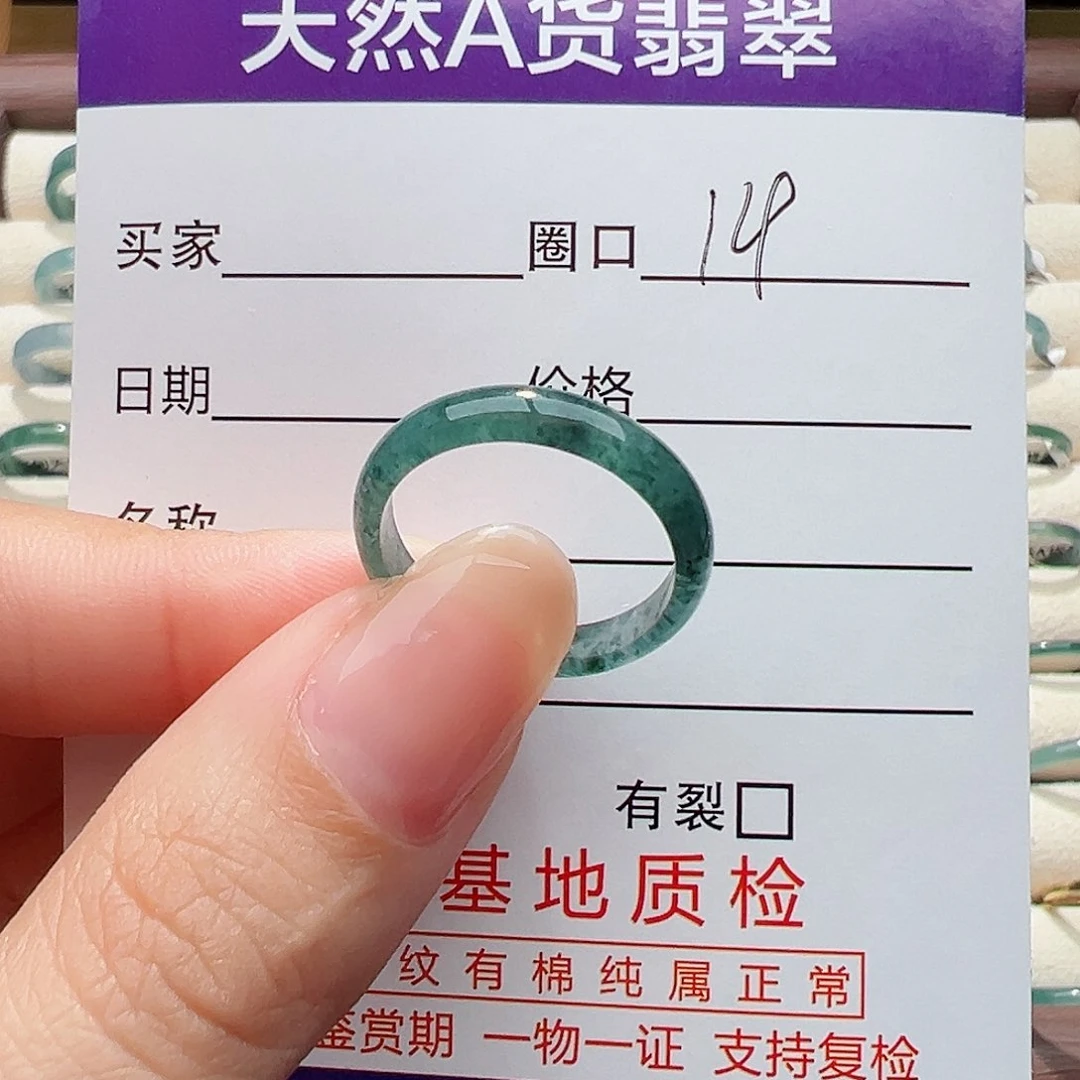 天然A货翡翠
买家 圈口 14
日期 价格
名称
有裂□
基地质检
纹有棉纯属正常
鉴赏期 一物一证 支持复检